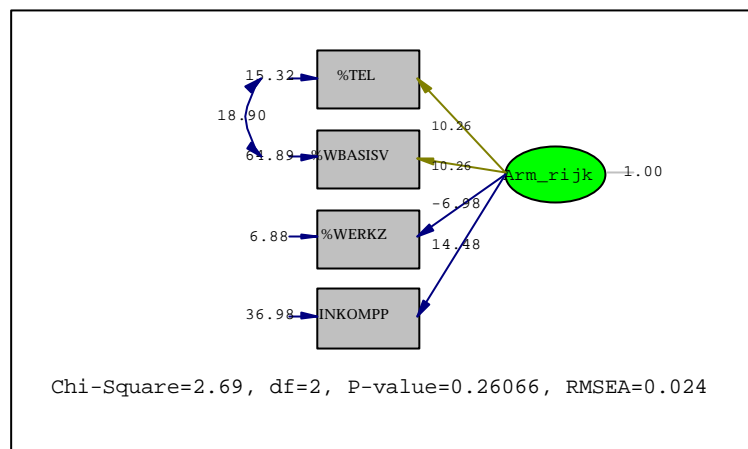 15.32
%TEL
18.90
10.26
64.89
%WBASISV
10.26
Arm_rijk
1.00
-6.98
6.88
%WERKZ
14.48
36.98
INKOMPP
Chi-Square=2.69, df=2, P-value=0.26066, RMSEA=0.024